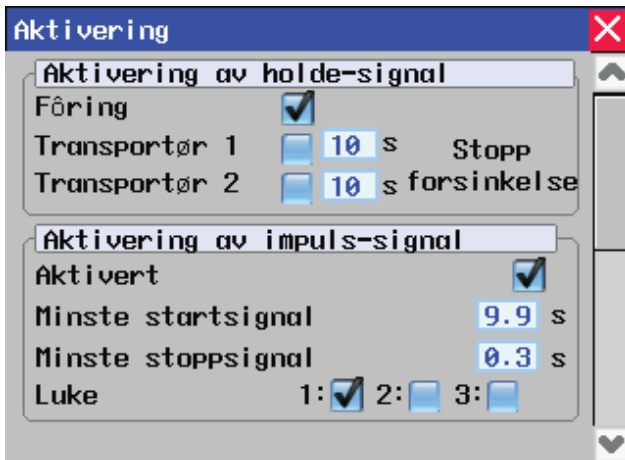 Aktivering
Aktivering av holde-signal
Fôring
Transportør 1 10 s Stopp
Transportør 2 10 s forsinkelse
Aktivering av impuls-signal
Aktivert
Minste startsignal 9.9 s
Minste stoppsignal 0.3 s
Luke 1: 2: 3: